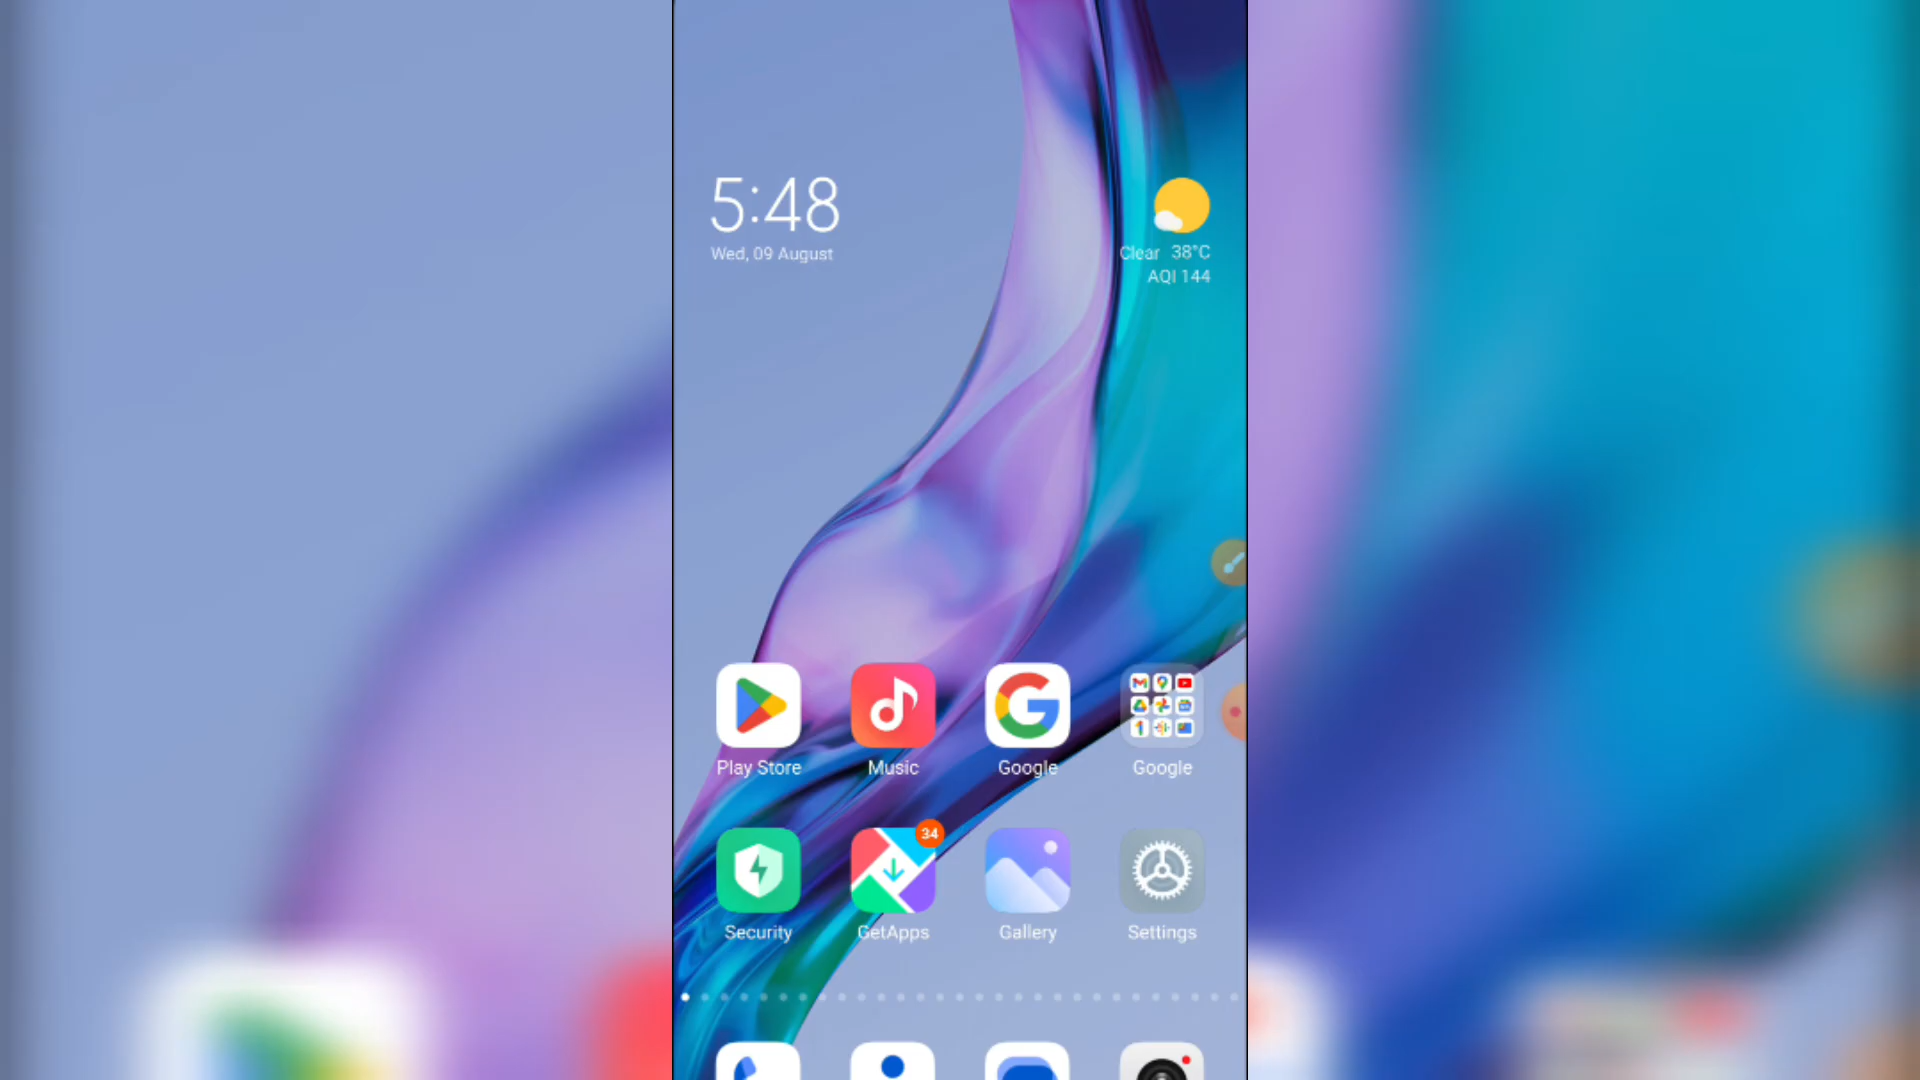 5:48
Wed, 09 August
Clear 38°C
AQI 144
Play Store
Music
Google
Google
34
Security
GetApps
Gallery
Settings